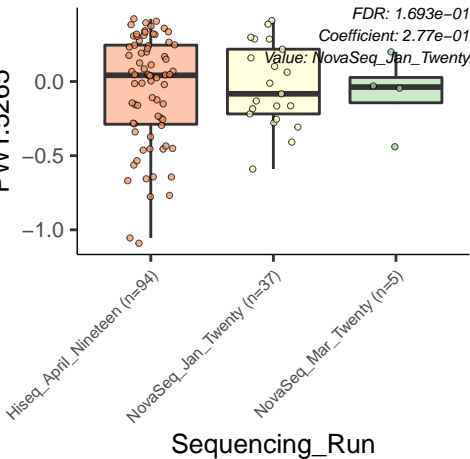 FDR: 1.693e−01
Coefficient: 2.77e−01
Value: NovaSeq_Jan_Twenty
0.0
−0.5
−1.0
Hiseq_April_Nineteen (n=94)
NovaSeq_Jan_Twenty (n=37)
NovaSeq_Mar_Twenty (n=5)
Sequencing_Run